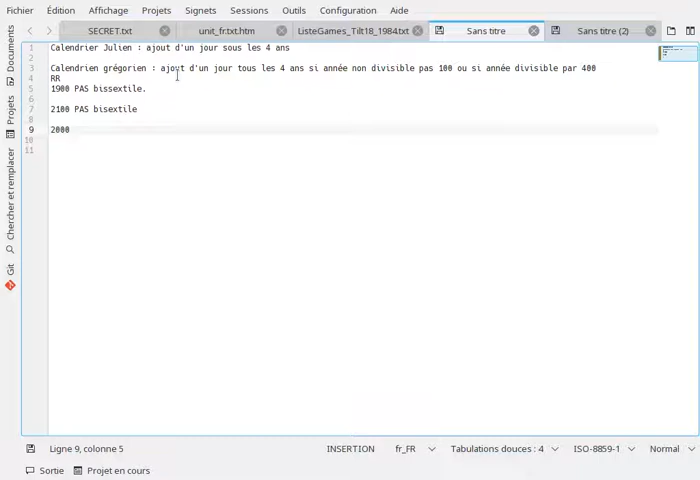 Fichier Édition Affichage Projets Signets Sessions Outils Configuration Aide
SECRET.txt unit_fr.txt.htm ListeGames_Tilt18_1984.txt Sans titre Sans titre (2)
Documents
Projets
Chercher et remplacer
Git
1 Calendrier Julien : ajout d'un jour sous les 4 ans
2
3 Calendrien grégorien : ajout d'un jour tous les 4 ans si année non divisible pas 100 ou si année divisible par 400
4 RR
5 1900 PAS bissextile.
6
7 2100 PAS bisextile
8
9 2000
10
11
Ligne 9, colonne 5 INSERTION fr_FR Tabulations douces : 4 ISO-8859-1 Normal
Sortie Projet en cours